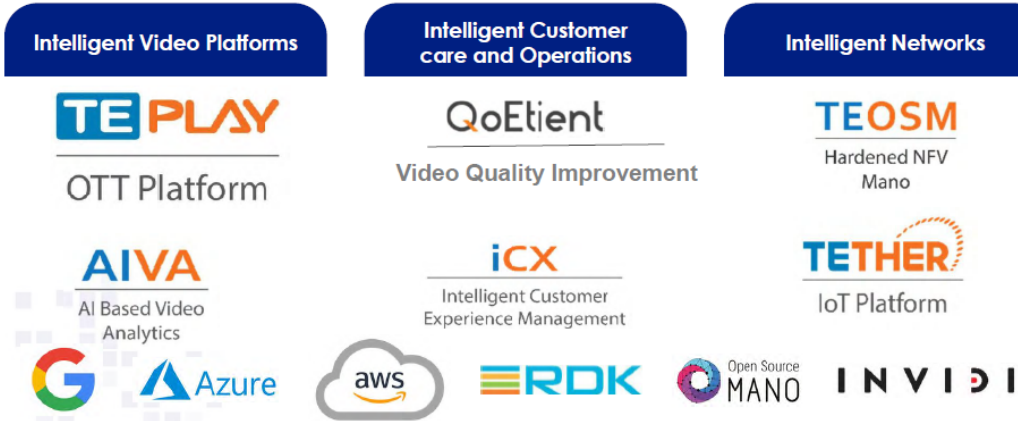 Intelligent Video Platforms
Intelligent Customer
care and Operations
Intelligent Networks
TEPLAY
OTT Platform
QoEtient
Video Quality Improvement
TEOSM
Hardened NFV
Mano
AIVA
AI Based Video
Analytics
iCX
Intelligent Customer
Experience Management
TETHER
IoT Platform
G
Azure
aws
RDK
Open Source
MANO
INVIDI